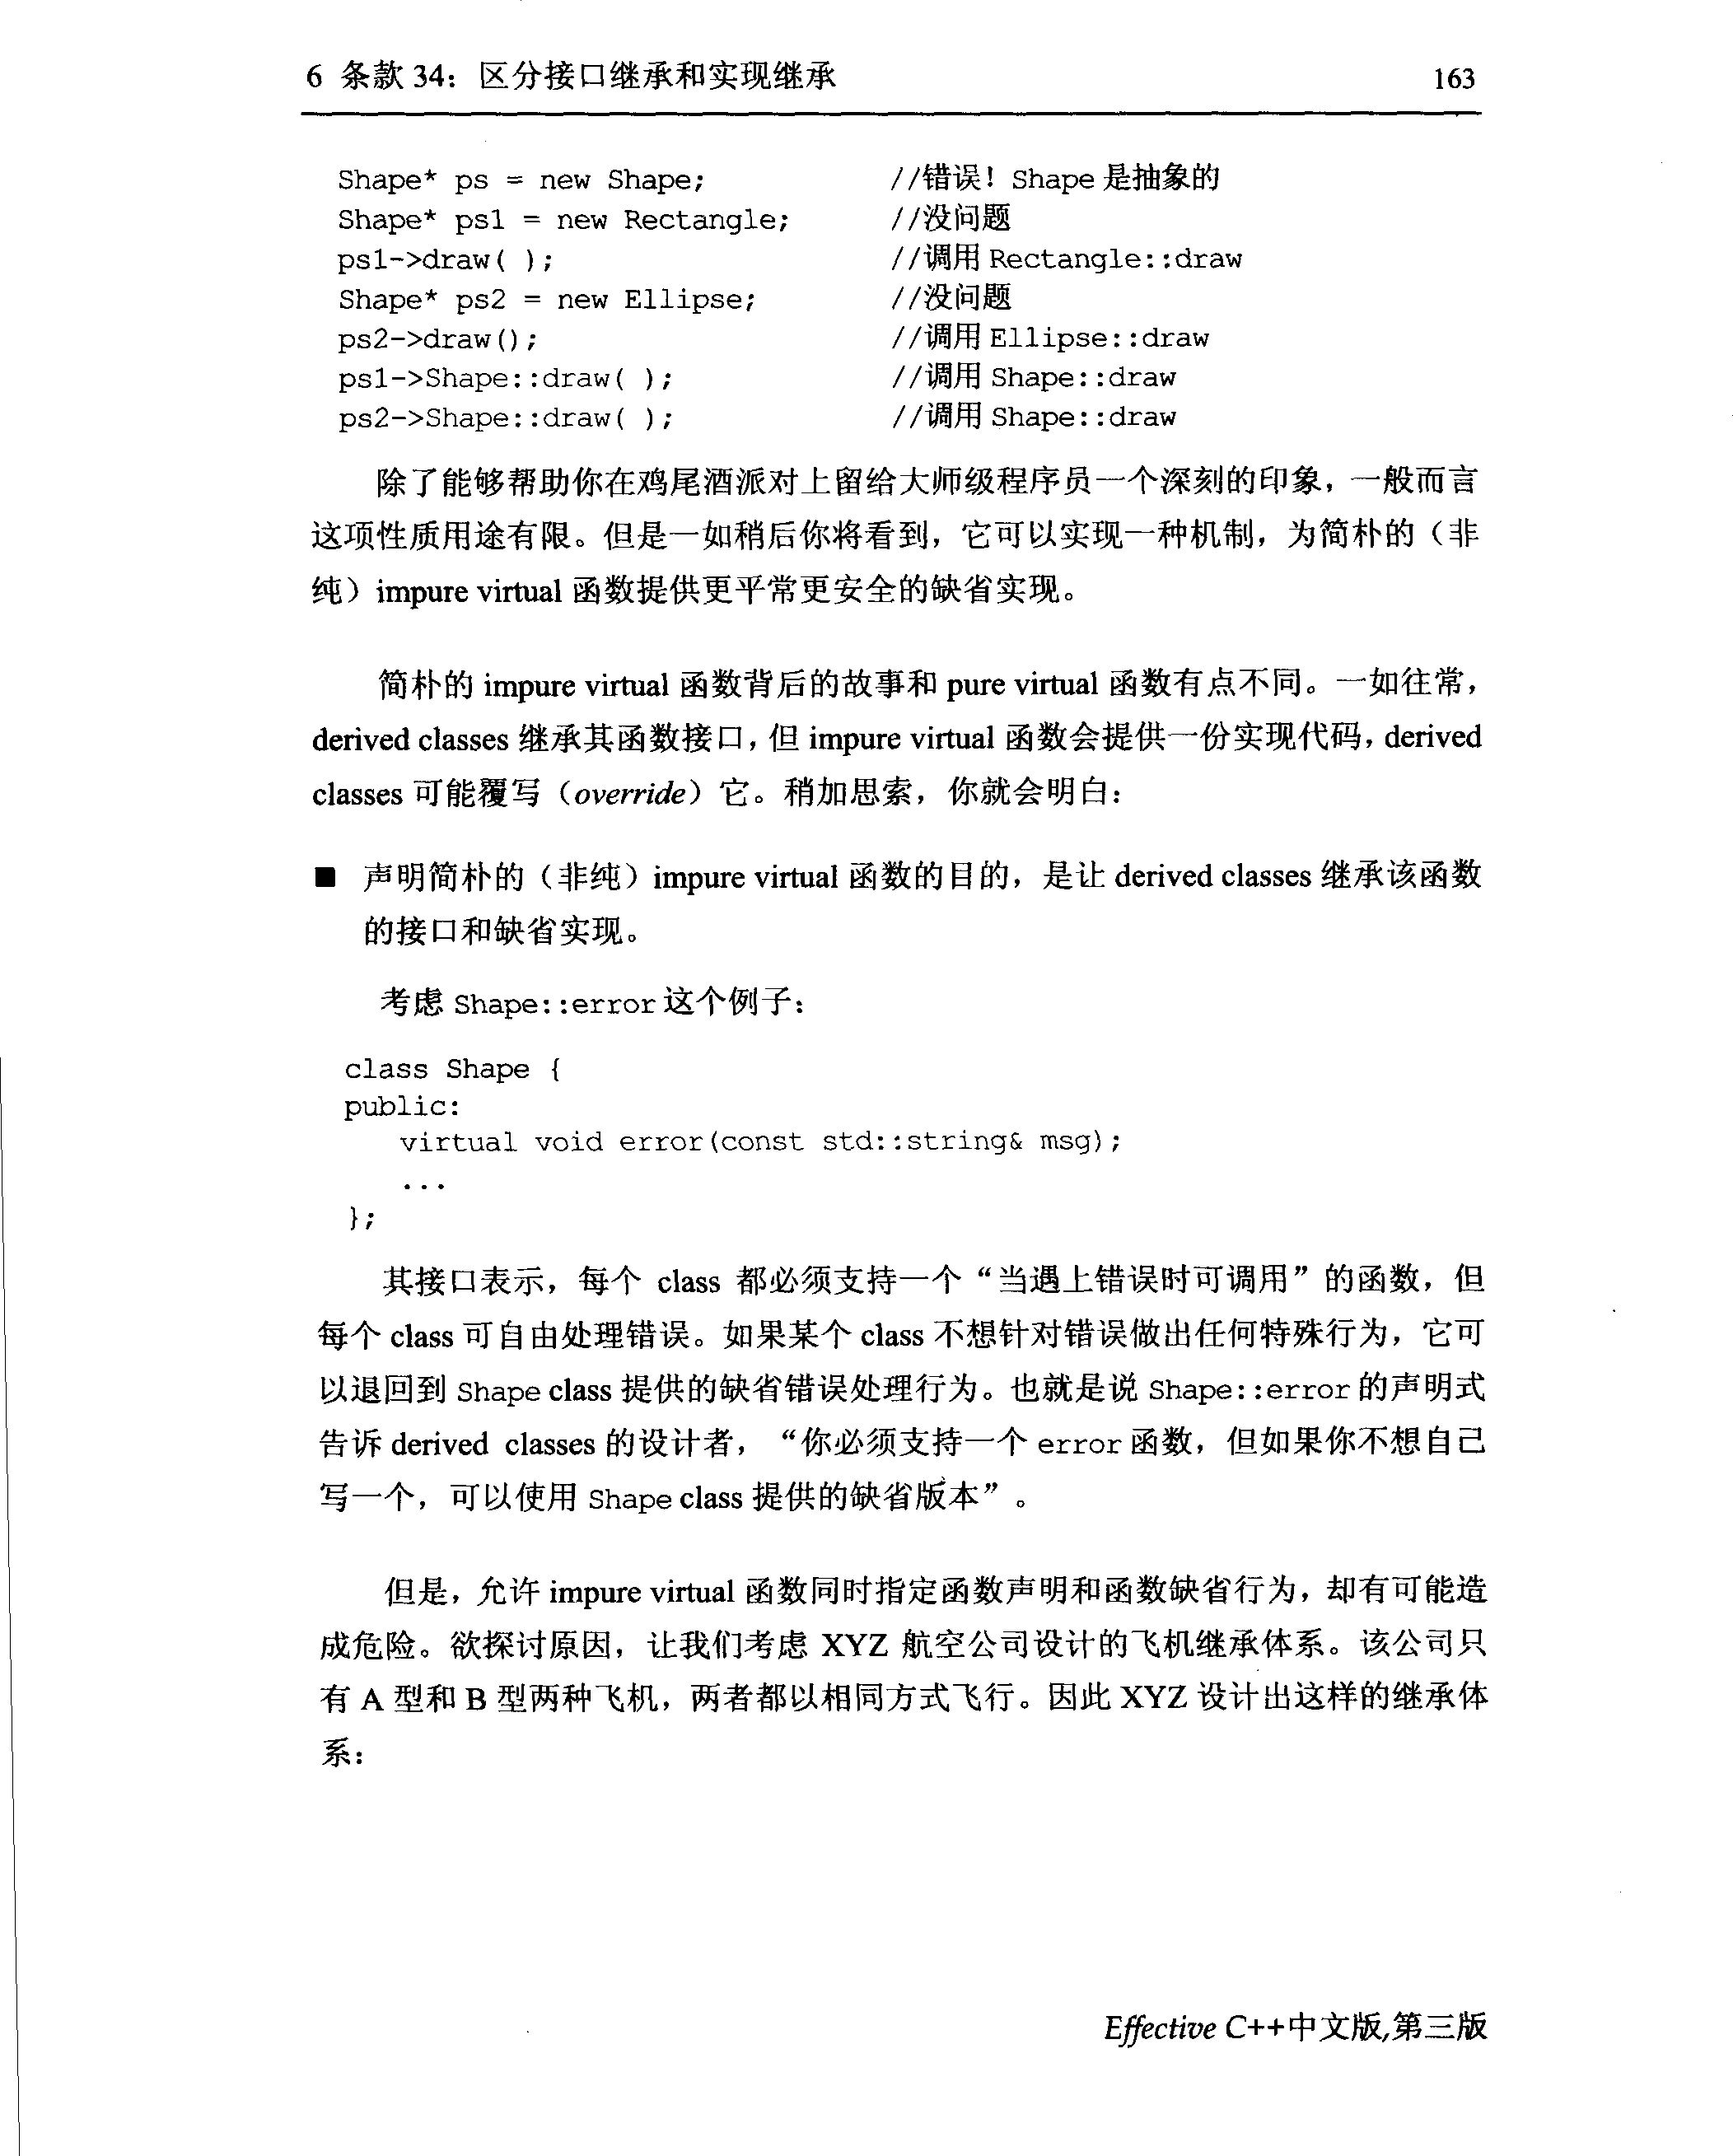 6 条款 34：区分接口继承和实现继承 163
Shape* ps = new Shape; //错误！Shape 是抽象的
Shape* ps1 = new Rectangle; //没问题
ps1->draw( ); //调用 Rectangle::draw
Shape* ps2 = new Ellipse; //没问题
ps2->draw(); //调用 Ellipse::draw
ps1->Shape::draw( ); //调用 Shape::draw
ps2->Shape::draw( ); //调用 Shape::draw
除了能够帮助你在鸡尾酒派对上留给大师级程序员一个深刻的印象，一般而言
这项性质用途有限。但是一如稍后你将看到，它可以实现一种机制，为简朴的（非
纯）impure virtual 函数提供更平常更安全的缺省实现。
简朴的 impure virtual 函数背后的故事和 pure virtual 函数有点不同。一如往常，
derived classes 继承其函数接口，但 impure virtual 函数会提供一份实现代码，derived
classes 可能覆写（override）它。稍加思索，你就会明白：
■ 声明简朴的（非纯）impure virtual 函数的目的，是让 derived classes 继承该函数
的接口和缺省实现。
考虑 Shape::error 这个例子：
class Shape {
public:
virtual void error(const std::string& msg);
...
};
其接口表示，每个 class 都必须支持一个“当遇上错误时可调用”的函数，但
每个 class 可自由处理错误。如果某个 class 不想针对错误做出任何特殊行为，它可
以退回到 Shape class 提供的缺省错误处理行为。也就是说 Shape::error 的声明式
告诉 derived classes 的设计者，“你必须支持一个 error 函数，但如果你不想自己
写一个，可以使用 Shape class 提供的缺省版本”。
但是，允许 impure virtual 函数同时指定函数声明和函数缺省行为，却有可能造
成危险。欲探讨原因，让我们考虑 XYZ 航空公司设计的飞机继承体系。该公司只
有 A 型和 B 型两种飞机，两者都以相同方式飞行。因此 XYZ 设计出这样的继承体
系：
Effective C++中文版,第三版